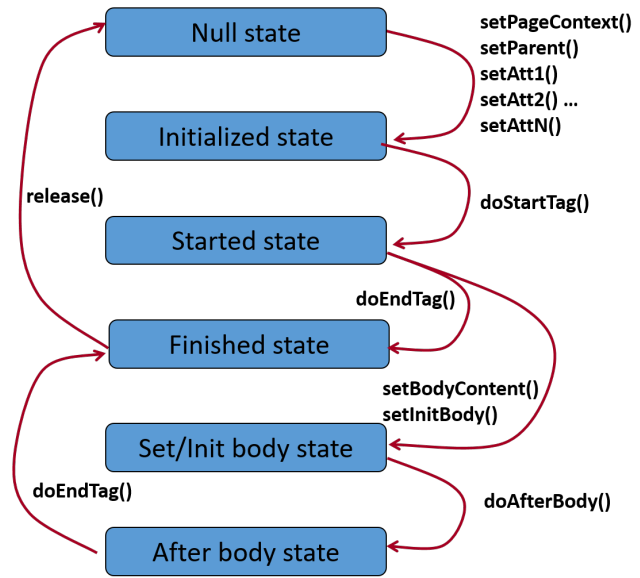 Null state
setPageContext()
setParent()
setAtt1()
setAtt2() ...
setAttN()
Initialized state
release()
doStartTag()
Started state
doEndTag()
Finished state
setBodyContent()
setInitBody()
Set/Init body state
doEndTag()
doAfterBody()
After body state